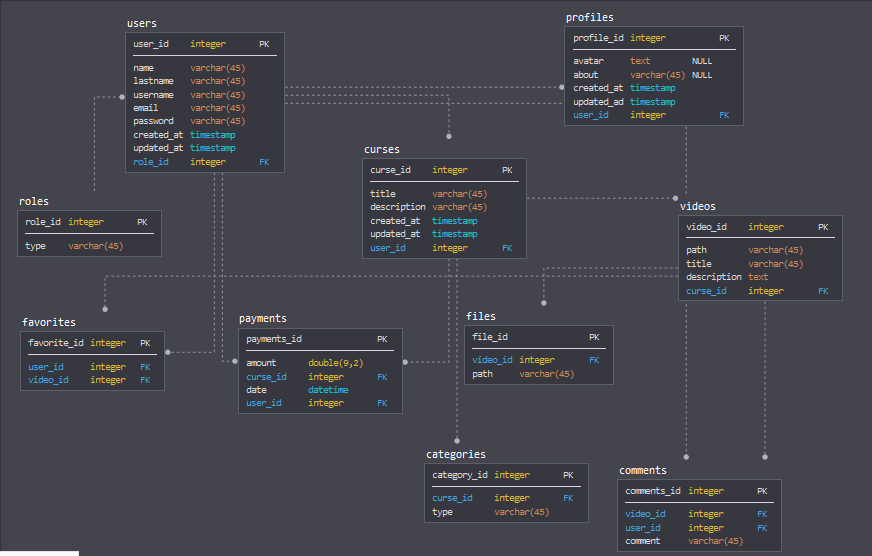 users
user_id integer PK
name varchar(45)
lastname varchar(45)
username varchar(45)
email varchar(45)
password varchar(45)
created_at timestamp
updated_at timestamp
role_id integer FK
profiles
profile_id integer PK
avatar text NULL
about varchar(45) NULL
created_at timestamp
updated_ad timestamp
user_id integer FK
curses
curse_id integer PK
title varchar(45)
description varchar(45)
created_at timestamp
updated_at timestamp
user_id integer FK
roles
role_id integer PK
type varchar(45)
videos
video_id integer PK
path varchar(45)
title varchar(45)
description text
curse_id integer FK
favorites
favorite_id integer PK
user_id integer FK
video_id integer FK
payments
payments_id PK
amount double(9,2)
curse_id integer FK
date datetime
user_id integer FK
files
file_id PK
video_id integer FK
path varchar(45)
categories
category_id integer PK
curse_id integer FK
type varchar(45)
comments
comments_id integer PK
video_id integer FK
user_id integer FK
comment varchar(45)